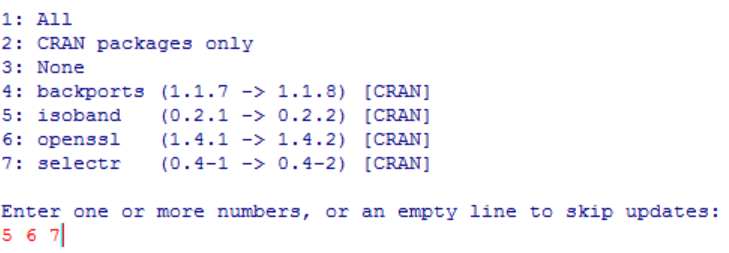 1: All
2: CRAN packages only
3: None
4: backports (1.1.7 -> 1.1.8) [CRAN]
5: isoband   (0.2.1 -> 0.2.2) [CRAN]
6: openssl   (1.4.1 -> 1.4.2) [CRAN]
7: selectr   (0.4-1 -> 0.4-2) [CRAN]
Enter one or more numbers, or an empty line to skip updates:
5 6 7